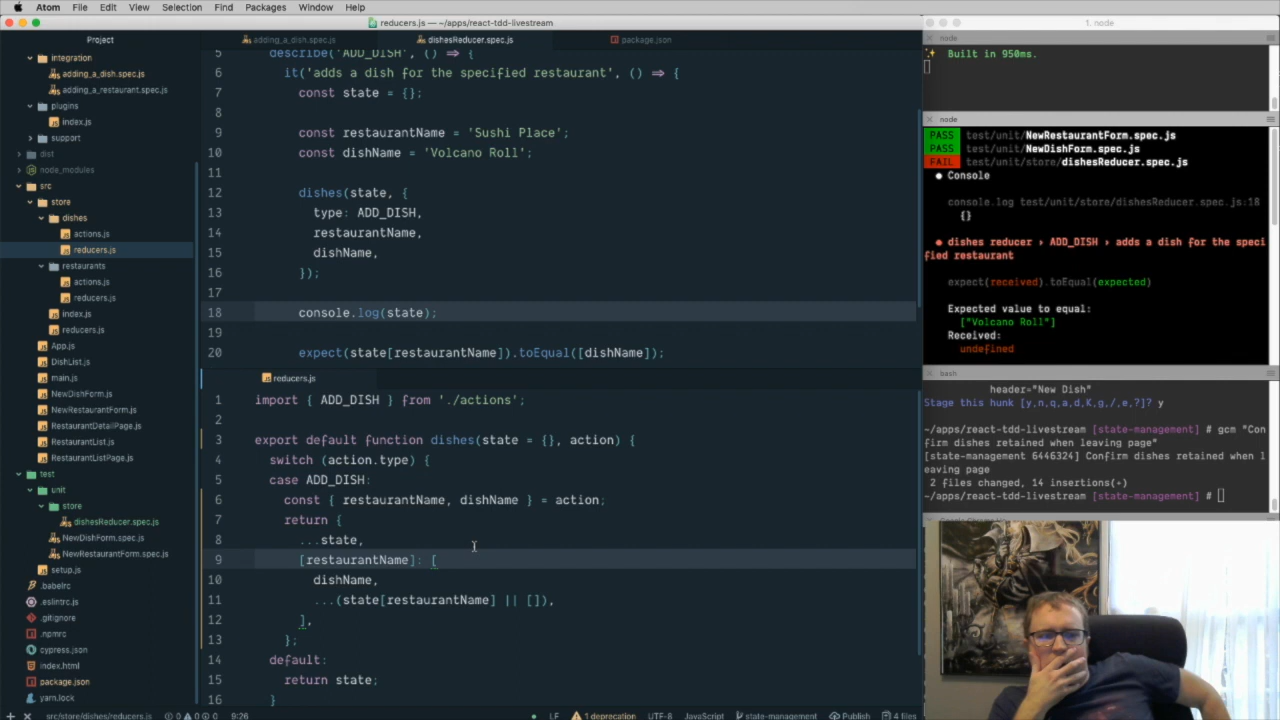 Atom File Edit View Selection Find Packages Window Help
reducers.js — ~/apps/react-tdd-livestream
1. node
Project
integration
adding_a_dish.spec.js
adding_a_restaurant.spec.js
plugins
index.js
support
dist
node_modules
src
store
dishes
actions.js
reducers.js
restaurants
actions.js
reducers.js
index.js
reducers.js
App.js
DishList.js
main.js
NewDishForm.js
NewRestaurantForm.js
RestaurantDetailPage.js
RestaurantList.js
RestaurantListPage.js
test
unit
store
dishesReducer.spec.js
NewDishForm.spec.js
NewRestaurantForm.spec.js
setup.js
.babelrc
.eslintrc.js
.gitignore
.npmrc
cypress.json
index.html
package.json
yarn.lock
adding_a_dish.spec.js
dishesReducer.spec.js
package.json
5 describe('ADD_DISH', () => {
6 it('adds a dish for the specified restaurant', () => {
7 const state = {};
8
9 const restaurantName = 'Sushi Place';
10 const dishName = 'Volcano Roll';
11
12 dishes(state, {
13 type: ADD_DISH,
14 restaurantName,
15 dishName,
16 });
17
18 console.log(state);
19
20 expect(state[restaurantName]).toEqual([dishName]);
reducers.js
1 import { ADD_DISH } from './actions';
2
3 export default function dishes(state = {}, action) {
4 switch (action.type) {
5 case ADD_DISH:
6 const { restaurantName, dishName } = action;
7 return {
8 ...state,
9 [restaurantName]: [
10 dishName,
11 ...(state[restaurantName] || []),
12 ],
13 };
14 default:
15 return state;
16 }
src/store/dishes/reducers.js 0 0 0 9:26
LF 1 deprecation UTF-8 JavaScript state-management Publish 4 files
node
✨ Built in 950ms.
node
PASS test/unit/NewRestaurantForm.spec.js
PASS test/unit/NewDishForm.spec.js
FAIL test/unit/store/dishesReducer.spec.js
● Console
console.log test/unit/store/dishesReducer.spec.js:18
{}
● dishes reducer › ADD_DISH › adds a dish for the speci
fied restaurant
expect(received).toEqual(expected)
Expected value to equal:
["Volcano Roll"]
Received:
undefined
bash
header="New Dish"
Stage this hunk [y,n,q,a,d,K,g,/,e,?]? y
~/apps/react-tdd-livestream [state-management] # gcm "Con
firm dishes retained when leaving page"
[state-management 6446324] Confirm dishes retained when l
eaving page
2 files changed, 14 insertions(+)
~/apps/react-tdd-livestream [state-management] #